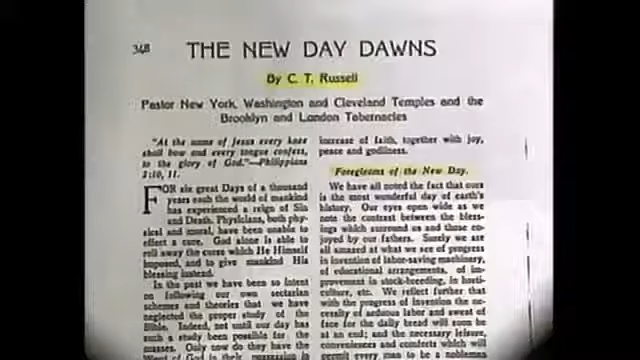 348
THE NEW DAY DAWNS
By C. T. Russell
Pastor New York, Washington and Cleveland Temples and the
Brooklyn and London Tabernacles
"At the name of Jesus every knee
shall bow and every tongue confess,
to the glory of God."—Philippians
2:10, 11.
FOR six great Days of a thousand
years each the world of mankind
has experienced a reign of Sin
and Death. Physicians, both phy-
sical and moral, have been unable to
effect a cure. God alone is able to
roll away the curse which He Himself
imposed, and to give mankind His
blessing instead.
In the past we have been so intent
on following our own sectarian
schemes and theories that we have
neglected the proper study of the
Bible. Indeed, not until our day has
such a study been possible for the
masses. Only now do they have the
Word of God in their possession in
increase of faith, together with joy,
peace and godliness.
Foregleams of the New Day.
We have all noted the fact that ours
is the most wonderful day of earth's
history. Our eyes open wide as we
note the contrast between the bless-
ings which surround us and those en-
joyed by our fathers. Surely we are
all amazed at what we see of progress
in invention of labor-saving machinery,
of educational arrangements, of im-
provement in stock-breeding, in horti-
culture, etc. We reflect further that
with the progress of invention the ne-
cessity of arduous labor and sweat of
face for the daily bread will soon be
at an end; and the necessary leisure,
conveniences and comforts which will
permit every man to be a nobleman